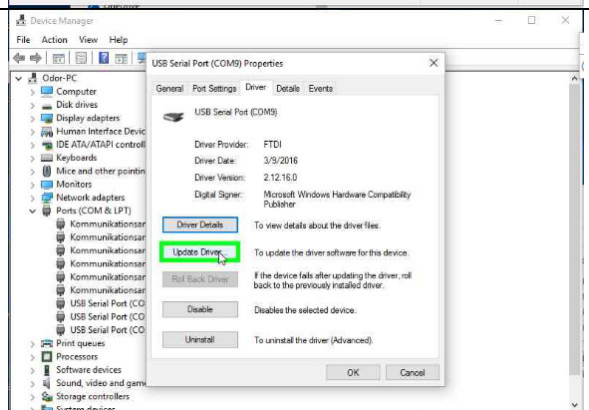 Device Manager
File Action View Help
Odor-PC
Computer
Disk drives
Display adapters
Human Interface Devic
IDE ATA/ATAPI controll
Keyboards
Mice and other pointin
Monitors
Network adapters
Ports (COM & LPT)
Kommunikationsar
Kommunikationsar
Kommunikationsar
Kommunikationsar
Kommunikationsar
Kommunikationsar
USB Serial Port (CO
USB Serial Port (CO
USB Serial Port (CO
Print queues
Processors
Software devices
Sound, video and game
Storage controllers
System devices
USB Serial Port (COM9) Properties
General Port Settings Driver Details Events
USB Serial Port (COM9)
Driver Provider: FTDI
Driver Date: 3/9/2016
Driver Version: 2.12.16.0
Digital Signer: Microsoft Windows Hardware Compatibility
Publisher
Driver Details To view details about the driver files.
Update Driver... To update the driver software for this device.
Roll Back Driver If the device fails after updating the driver, roll
back to the previously installed driver.
Disable Disables the selected device.
Uninstall To uninstall the driver (Advanced).
OK Cancel